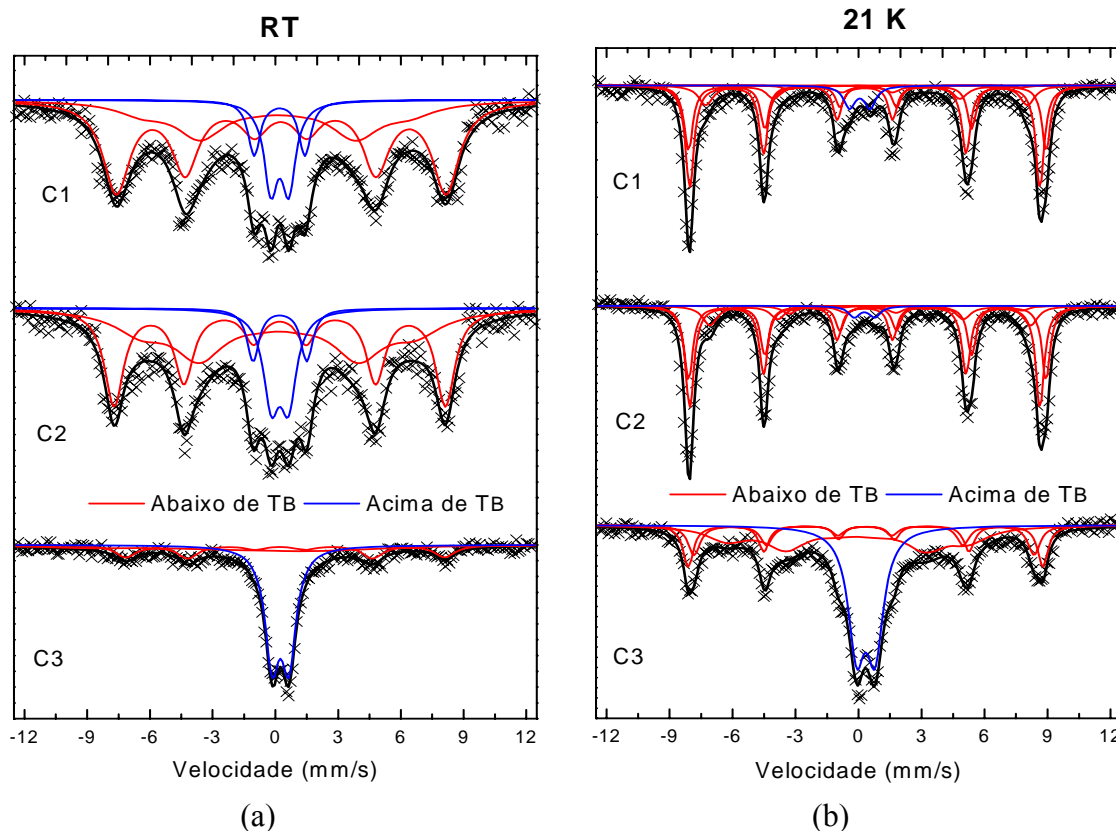 RT
21 K
C1
C1
C2
C2
Abaixo de TB
Acima de TB
Abaixo de TB
Acima de TB
C3
C3
-12 -9 -6 -3 0 3 6 9 12
-12 -9 -6 -3 0 3 6 9 12
Velocidade (mm/s)
Velocidade (mm/s)
(a)
(b)